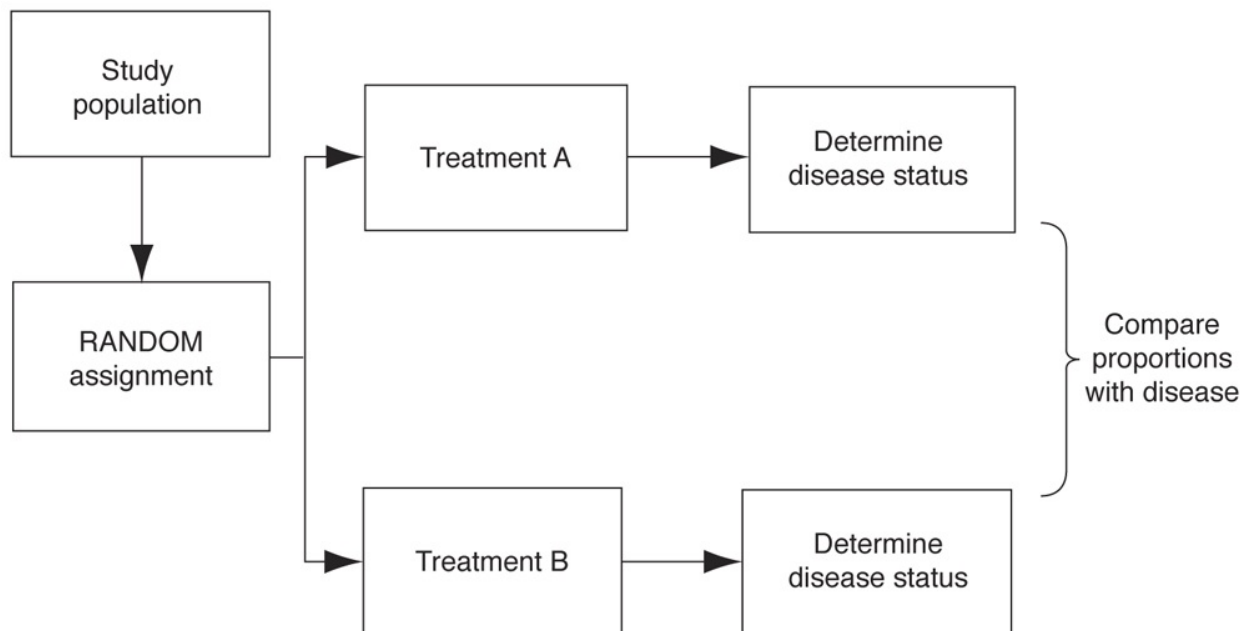 Study
population
RANDOM
assignment
Treatment A
Determine
disease status
Treatment B
Determine
disease status
Compare
proportions
with disease